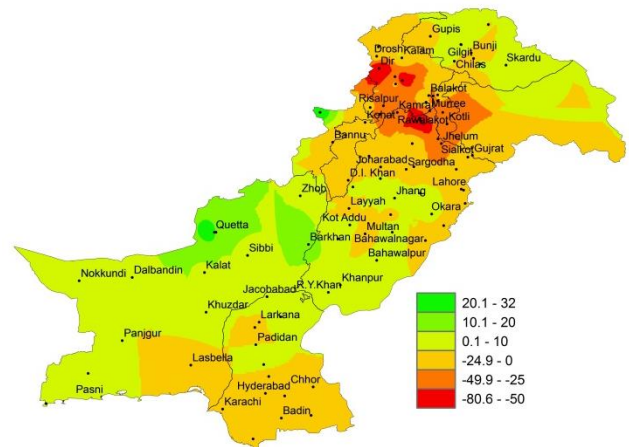 Gupis
Drosh Kalam
Bunji
Gilgit
Dir
Chilas
Skardu
Balakot
Risalpur
Kamra
Murree
Kohat
Rawalakot
Kotli
Bannu
Jhelum
Sialkot
Gujrat
Joharabad
Sargodha
D.I. Khan
Zhob
Jhang
Lahore
Layyah
Okara
Kot Addu
Quetta
Multan
Barkhan
Bahawalnagar
Sibbi
Bahawalpur
Kalat
Nokkundi
Dalbandin
Khanpur
R.Y.Khan
Jacobabad
Khuzdar
Larkana
Panjgur
Padidan
Lasbella
Pasni
Chhor
Hyderabad
Karachi
Badin
20.1 - 32
10.1 - 20
0.1 - 10
-24.9 - 0
-49.9 - -25
-80.6 - -50